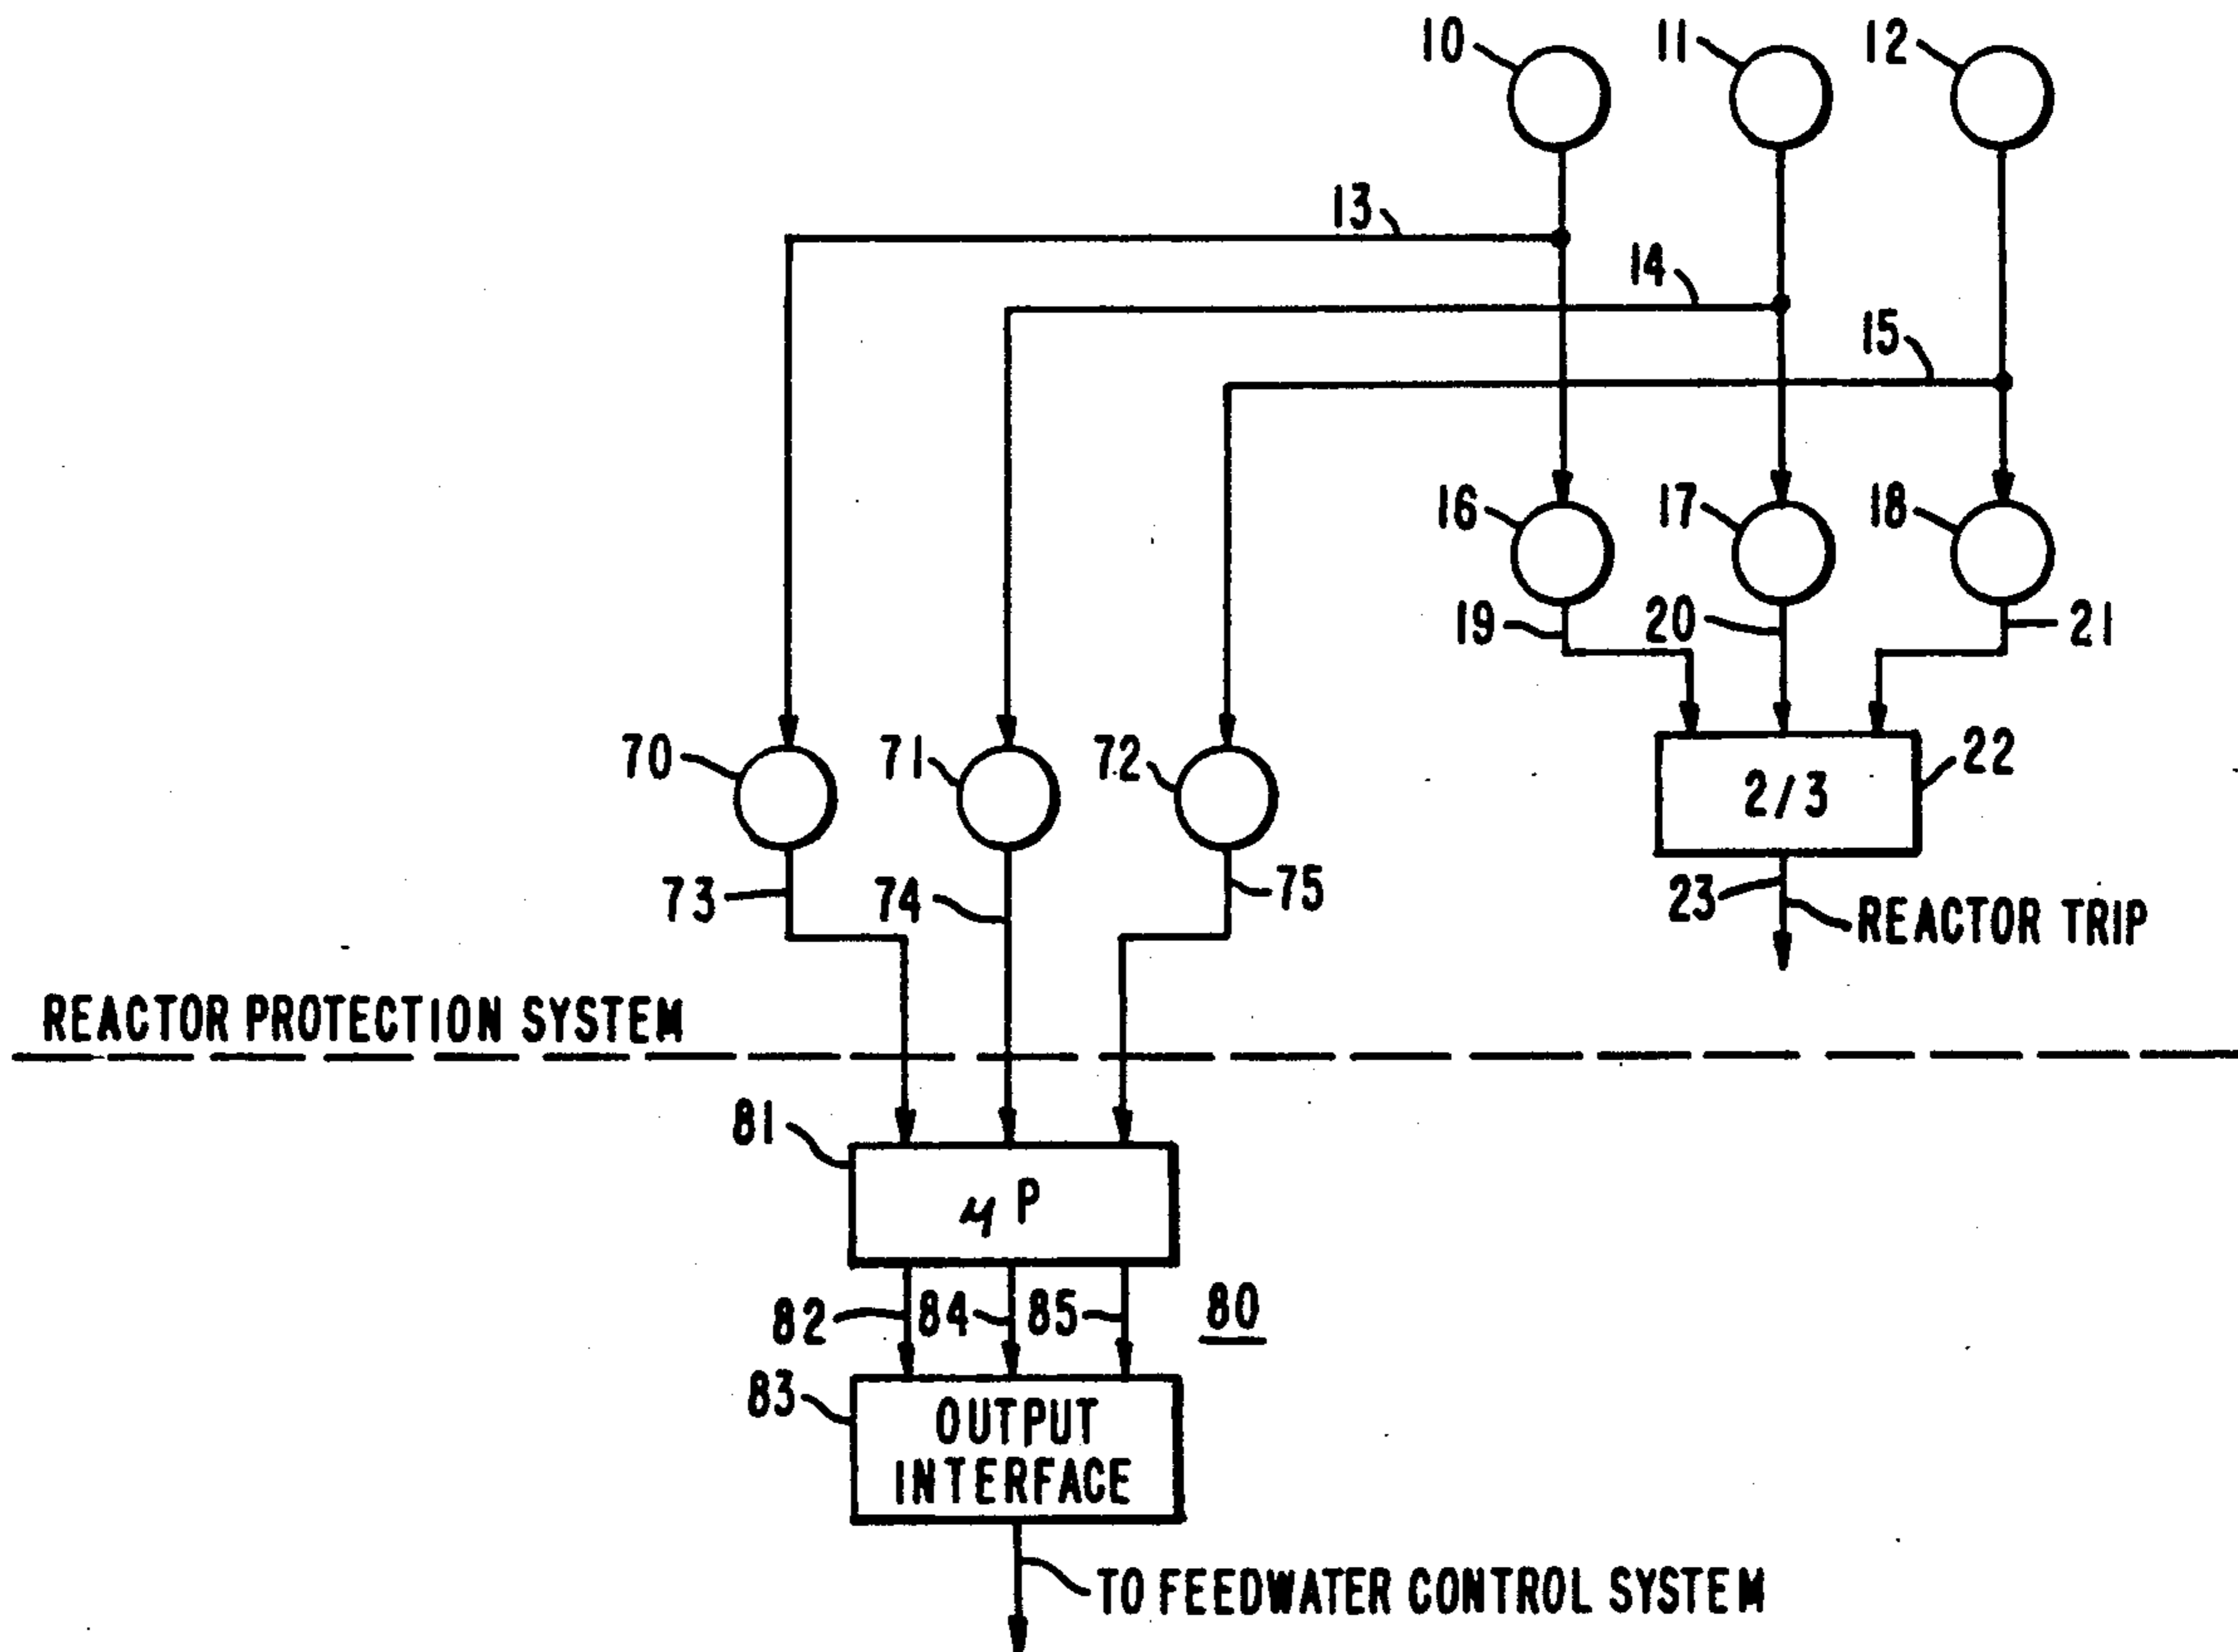 10 11 12
13
14
15
16 17 18
19 20 21
70 71 72 2/3 22
73 74 75 23 REACTOR TRIP
REACTOR PROTECTION SYSTEM
81
μP
82 84 85 80
83
OUTPUT
INTERFACE
TO FEEDWATER CONTROL SYSTEM